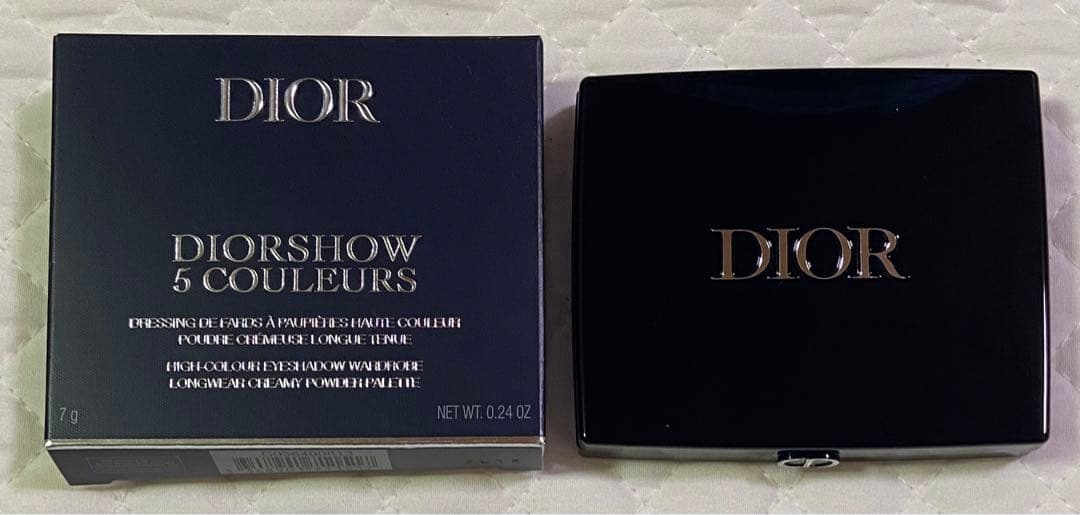 DIOR
DIORSHOW
5 COULEURS
DRESSING DE FARDS À PAUPIÈRES HAUTE COULEUR
POUDRE CRÉMEUSE LONGUE TENUE
HIGH-COLOUR EYESHADOW WARDROBE
LONGWEAR CREAMY POWDER PALETTE
7 g
NET WT. 0.24 OZ
DIOR